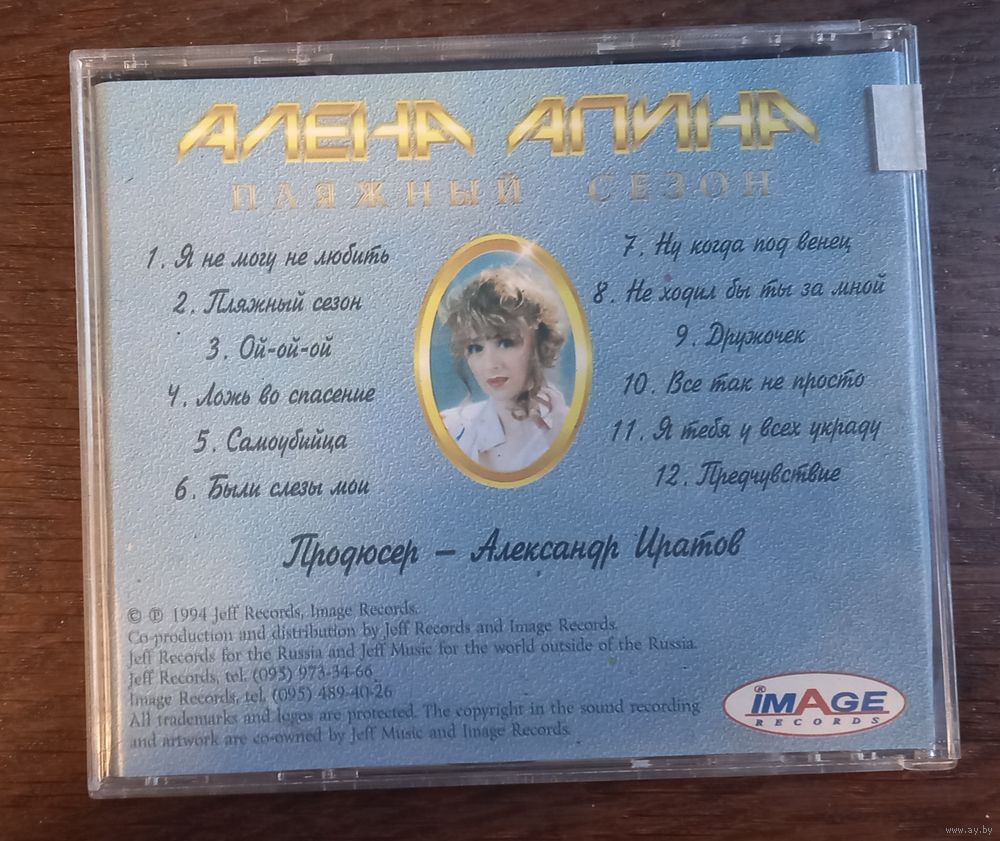 АЛЕНА АПИНА
ПЛЯЖНЫЙ СЕЗОН
1. Я не могу не любить
2. Пляжный сезон
3. Ой-ой-ой
4. Ложь во спасение
5. Самоубийца
6. Были слезы мои
7. Ну когда под венец
8. Не ходил бы ты за мной
9. Дружочек
10. Все так не просто
11. Я тебя у всех украду
12. Предчувствие
Продюсер – Александр Иратов
© ℗ 1994 Jeff Records, Image Records.
Co-production and distribution by Jeff Records and Image Records.
Jeff Records for the Russia and Jeff Music for the world outside of the Russia.
Jeff Records, tel. (095) 973-34-66
Image Records, tel. (095) 489-40-26
All trademarks and logos are protected. The copyright in the sound recording
and artwork are co-owned by Jeff Music and Image Records.
® IMAGE
RECORDS
www.ay.by